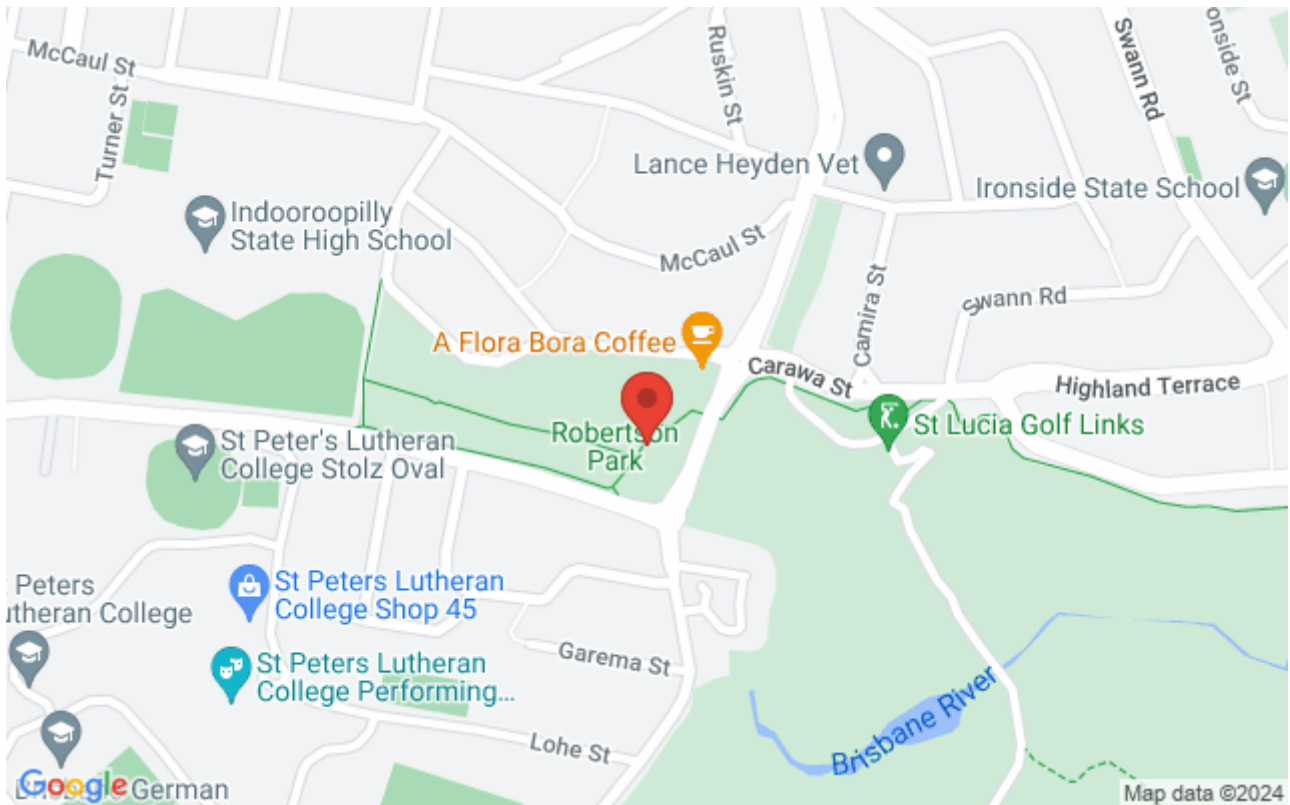 McCaul St
Turner St
Ruskin St
Swann Rd
onside St
Lance Heyden Vet
Ironside State School
Indooroopilly
State High School
McCaul St
Camira St
Swann Rd
A Flora Bora Coffee
Carawa St
Highland Terrace
Robertson
Park
St Lucia Golf Links
St Peter's Lutheran
College Stolz Oval
Peters
utheran College
St Peters Lutheran
College Shop 45
Garema St
St Peters Lutheran
College Performing...
Brisbane River
Lohe St
Google
German
Map data ©2024